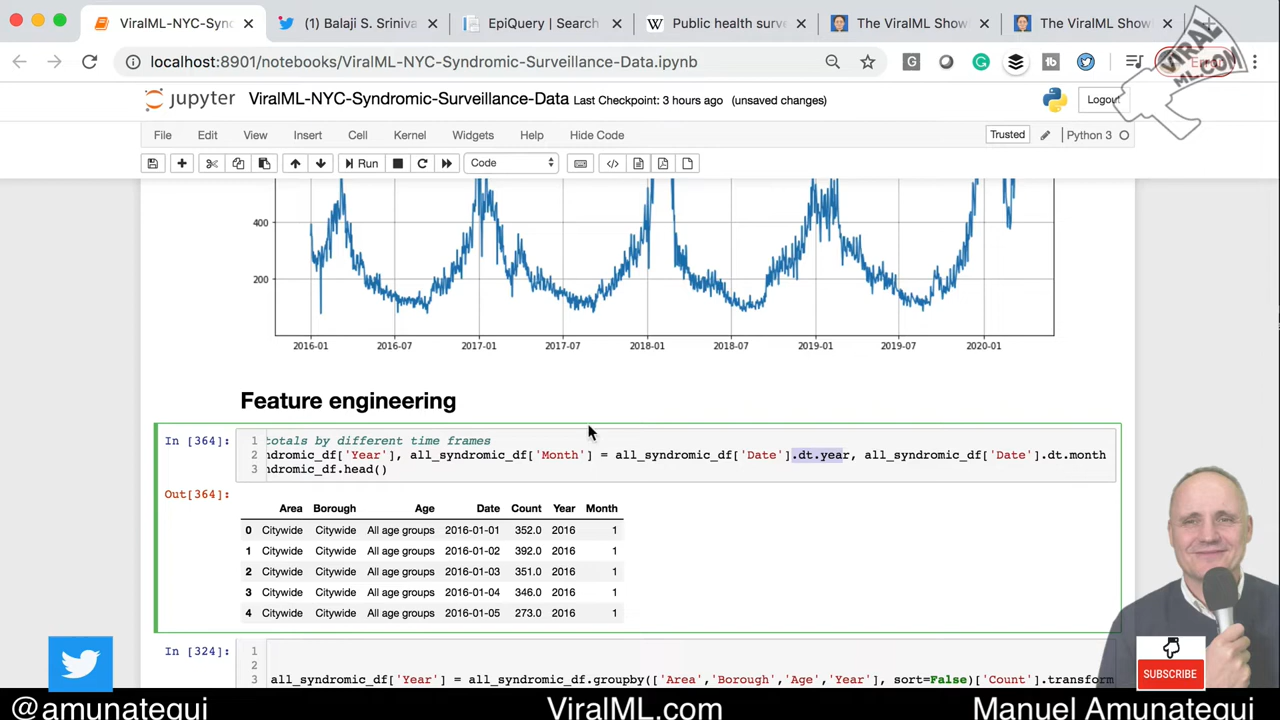 ViralML-NYC-Syndro
(1) Balaji S. Sriniva
EpiQuery | Search
Public health surve
The ViralML Show
The ViralML Show
localhost:8901/notebooks/ViralML-NYC-Syndromic-Surveillance-Data.ipynb
Error
VIRAL
ML.COM
jupyter ViralML-NYC-Syndromic-Surveillance-Data Last Checkpoint: 3 hours ago (unsaved changes)
Logout
File Edit View Insert Cell Kernel Widgets Help Hide Code
Trusted Python 3
Run Code
400
200
2016-01 2016-07 2017-01 2017-07 2018-01 2018-07 2019-01 2019-07 2020-01
Feature engineering
In [364]:
1 totals by different time frames
2 ndromic_df['Year'], all_syndromic_df['Month'] = all_syndromic_df['Date'].dt.year, all_syndromic_df['Date'].dt.month
3 ndromic_df.head()
Out[364]:
Area Borough Age Date Count Year Month
0 Citywide Citywide All age groups 2016-01-01 352.0 2016 1
1 Citywide Citywide All age groups 2016-01-02 392.0 2016 1
2 Citywide Citywide All age groups 2016-01-03 351.0 2016 1
3 Citywide Citywide All age groups 2016-01-04 346.0 2016 1
4 Citywide Citywide All age groups 2016-01-05 273.0 2016 1
In [324]:
1
2
3 all_syndromic_df['Year'] = all_syndromic_df.groupby(['Area','Borough','Age','Year'], sort=False)['Count'].transform
SUBSCRIBE
@amunategui ViralML.com Manuel Amunategui